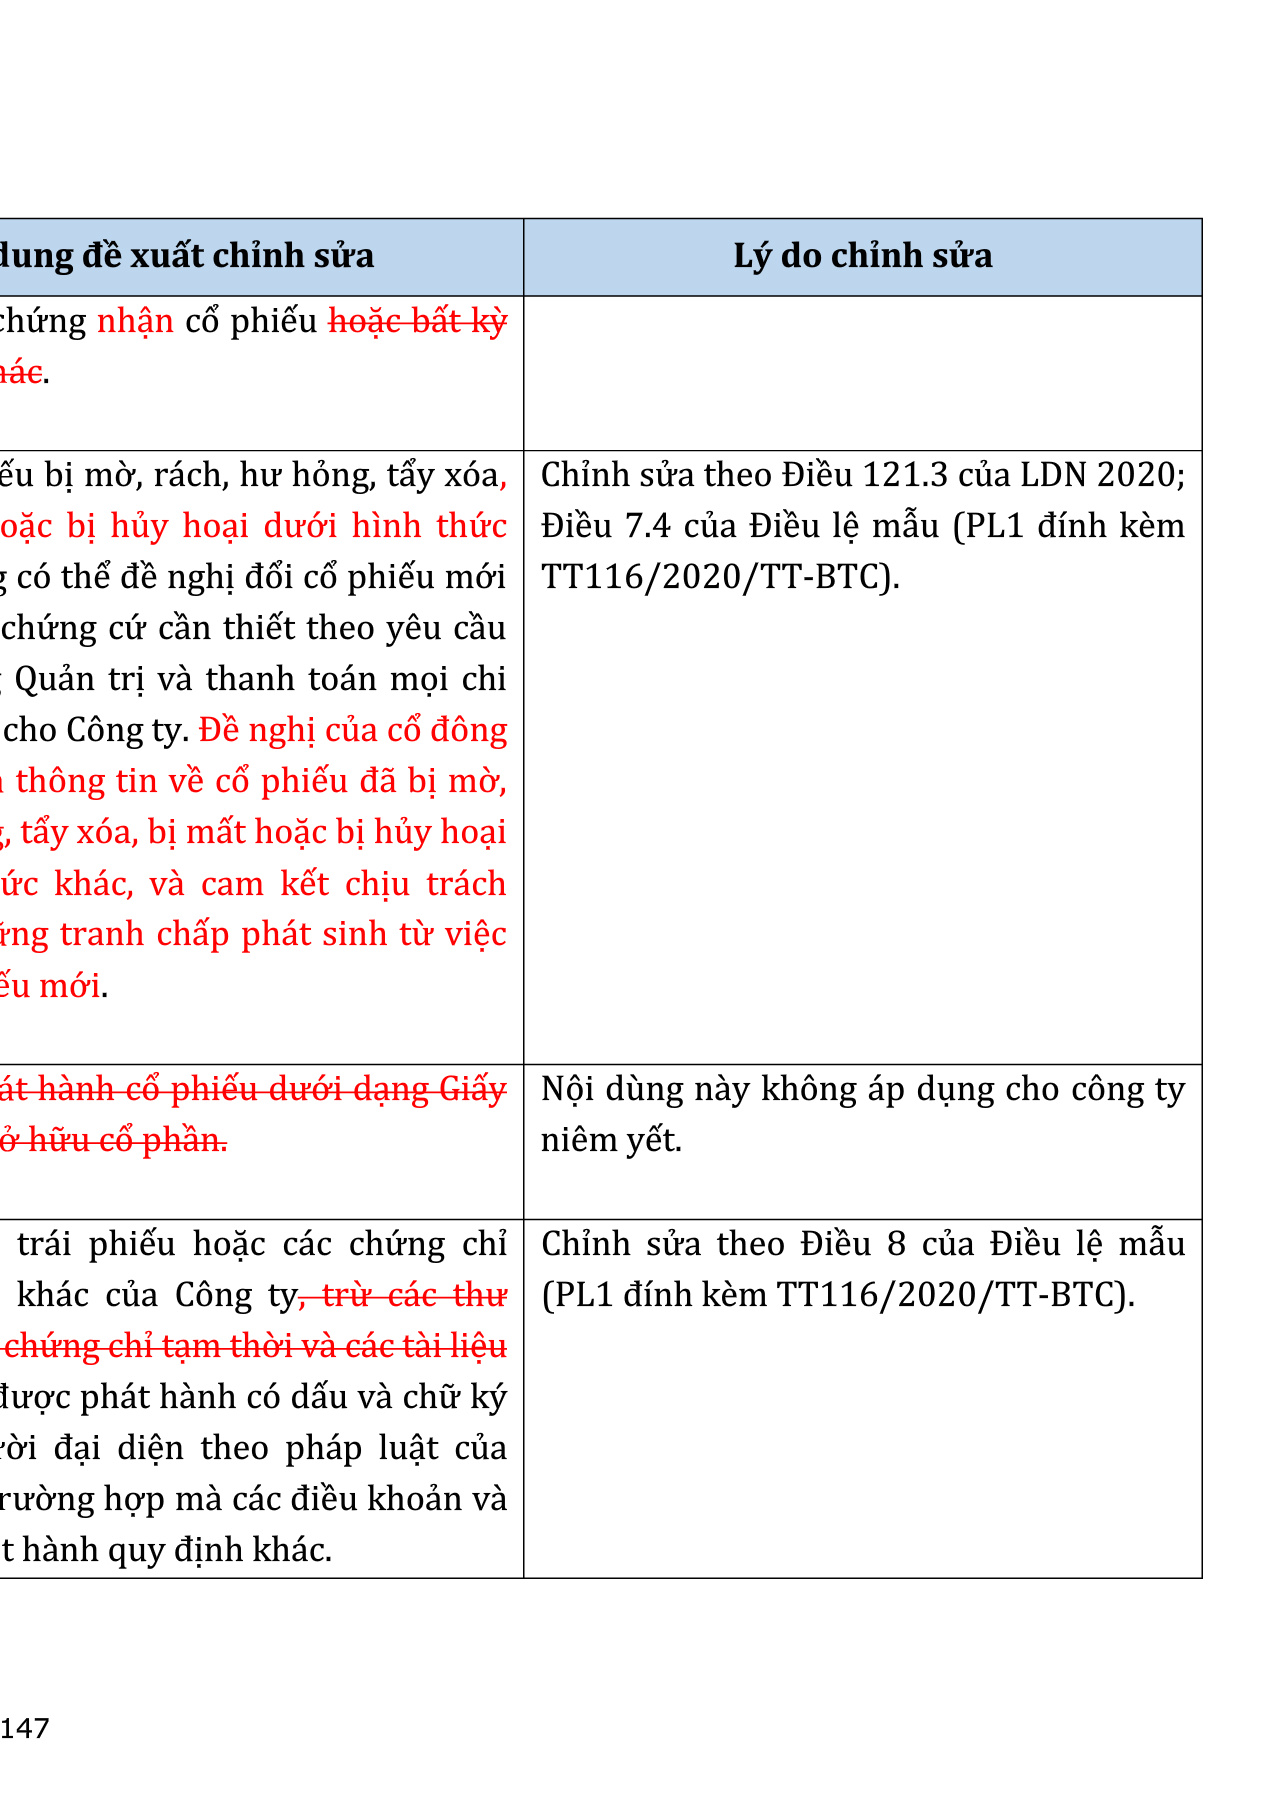 dung đề xuất chỉnh sửa
Lý do chỉnh sửa
chứng nhận cổ phiếu hoặc bất kỳ
hác.
ếu bị mờ, rách, hư hỏng, tẩy xóa,
oặc bị hủy hoại dưới hình thức
g có thể đề nghị đổi cổ phiếu mới
chứng cứ cần thiết theo yêu cầu
g Quản trị và thanh toán mọi chi
cho Công ty. Đề nghị của cổ đông
n thông tin về cổ phiếu đã bị mờ,
g, tẩy xóa, bị mất hoặc bị hủy hoại
ức khác, và cam kết chịu trách
ững tranh chấp phát sinh từ việc
ếu mới.
Chỉnh sửa theo Điều 121.3 của LDN 2020;
Điều 7.4 của Điều lệ mẫu (PL1 đính kèm
TT116/2020/TT-BTC).
át hành cổ phiếu dưới dạng Giấy
ở hữu cổ phần.
Nội dùng này không áp dụng cho công ty
niêm yết.
trái phiếu hoặc các chứng chỉ
khác của Công ty, trừ các thư
chứng chỉ tạm thời và các tài liệu
được phát hành có dấu và chữ ký
ười đại diện theo pháp luật của
rường hợp mà các điều khoản và
t hành quy định khác.
Chỉnh sửa theo Điều 8 của Điều lệ mẫu
(PL1 đính kèm TT116/2020/TT-BTC).
147